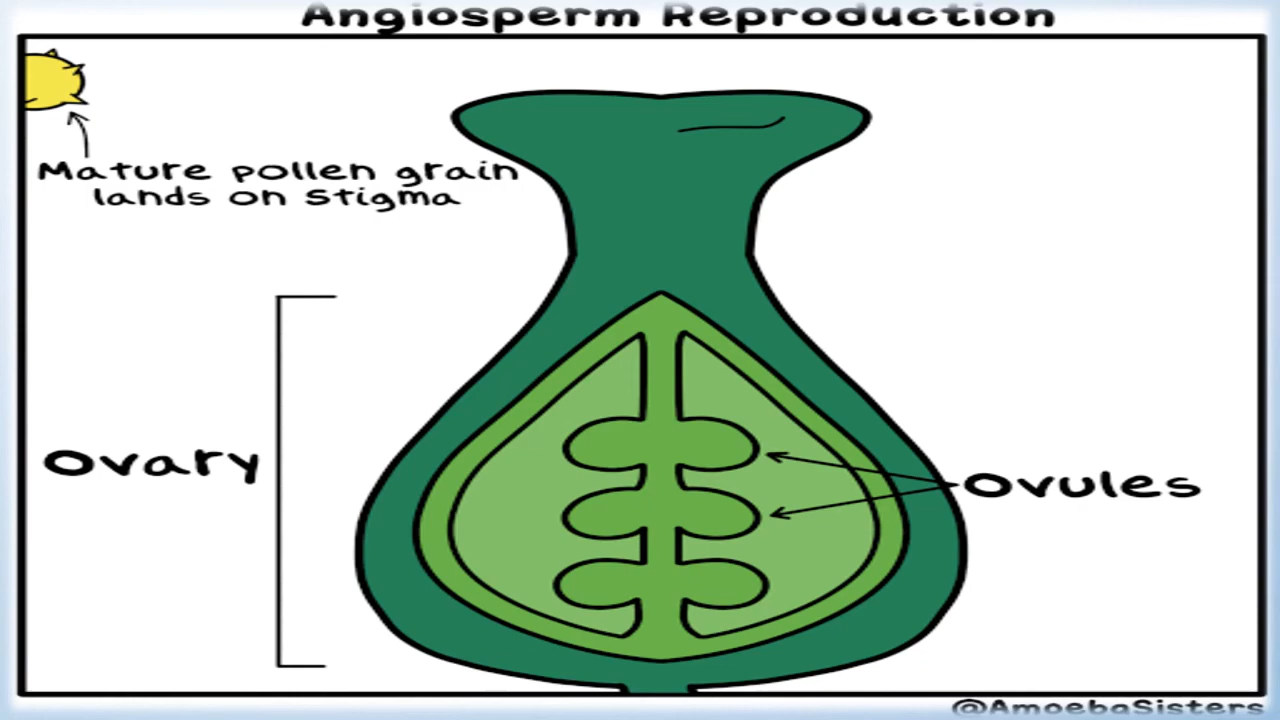 Angiosperm Reproduction
Mature pollen grain
lands on stigma
Ovary
Ovules
@AmoebaSisters